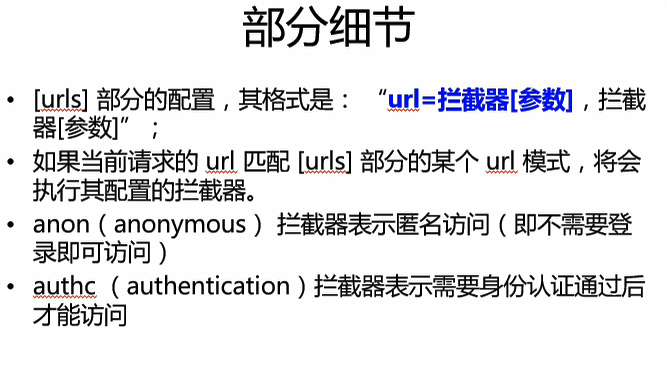 部分细节
• [urls] 部分的配置，其格式是： “url=拦截器[参数]，拦截
器[参数]”；
• 如果当前请求的 url 匹配 [urls] 部分的某个 url 模式，将会
执行其配置的拦截器。
• anon（anonymous） 拦截器表示匿名访问（即不需要登
录即可访问）
• authc （authentication）拦截器表示需要身份认证通过后
才能访问